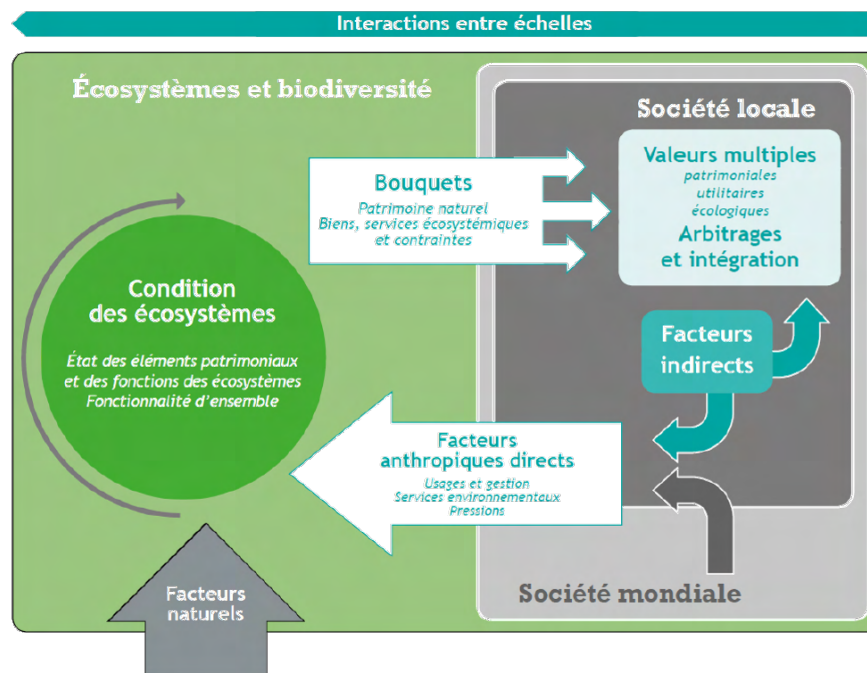 Interactions entre échelles
Écosystèmes et biodiversité
Société locale
Valeurs multiples
patrimoniales
utilitaires
écologiques
Arbitrages
et intégration
Bouquets
Patrimoine naturel
Biens, services écosystémiques
et contraintes
Condition
des écosystèmes
État des éléments patrimoniaux
et des fonctions des écosystèmes
Fonctionnalité d'ensemble
Facteurs
indirects
Facteurs
anthropiques directs
Usages et gestion
Services environnementaux
Pressions
Facteurs
naturels
Société mondiale